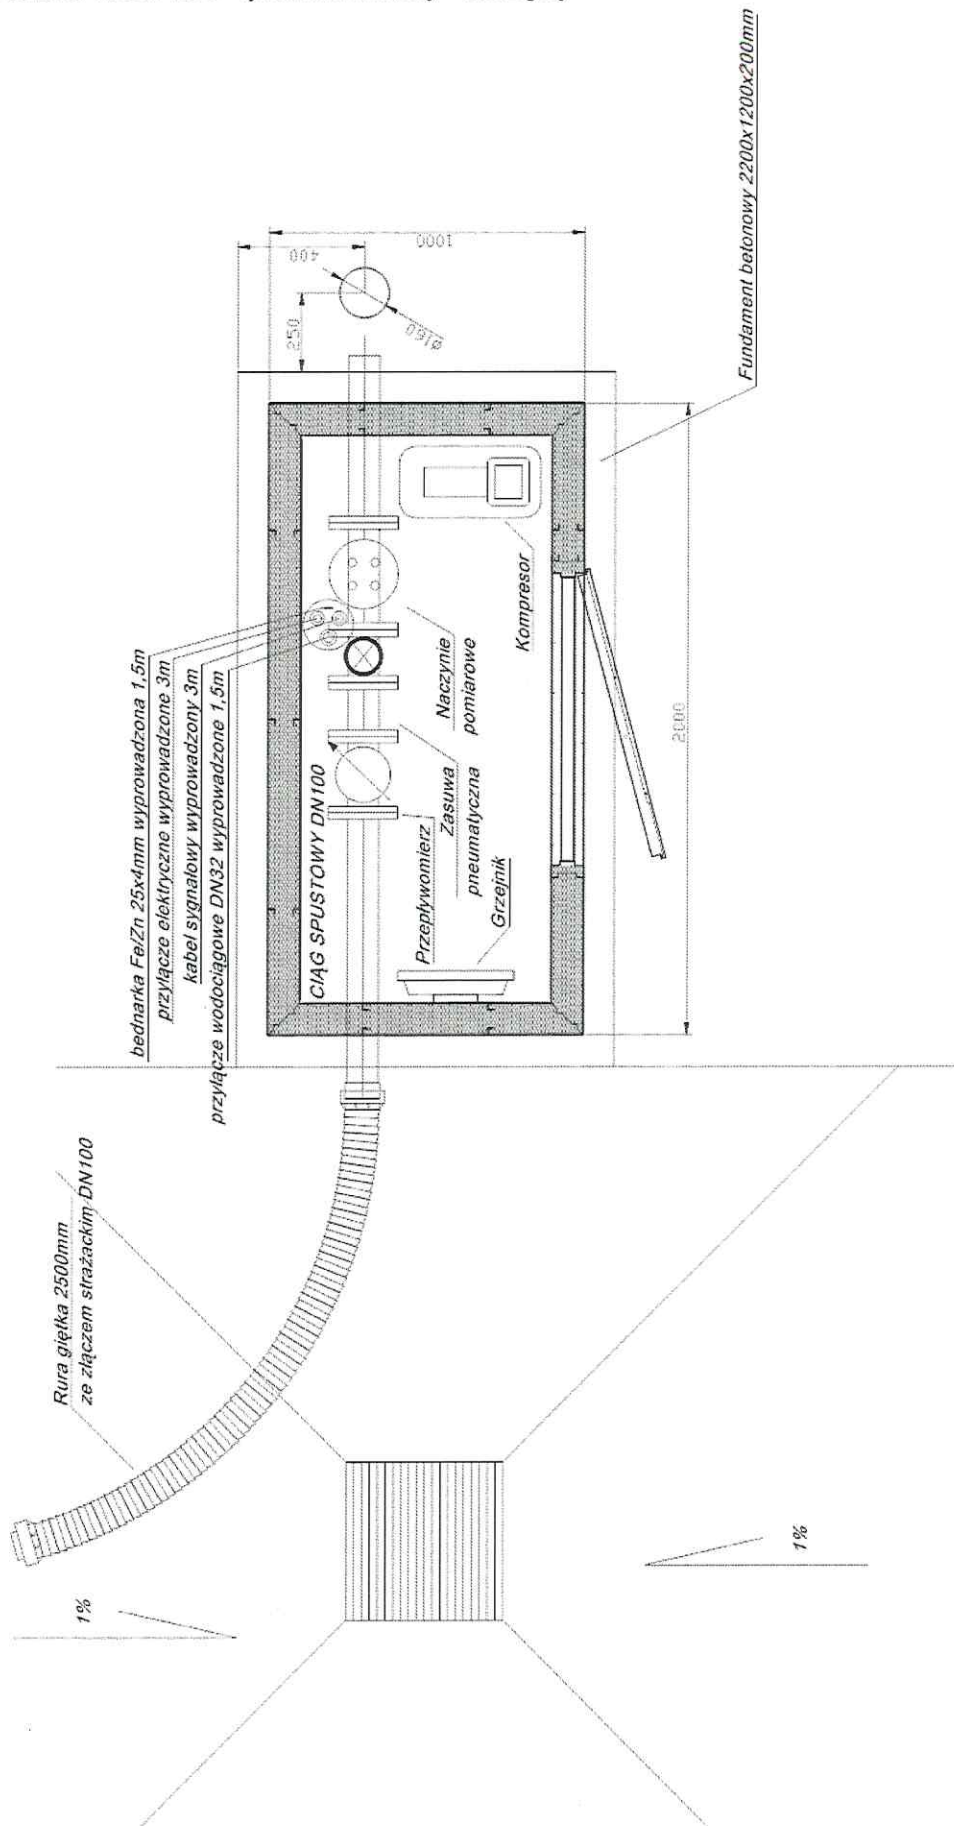 Rura giętka 2500mm
ze złączem strażackim DN100
bednarka Fe/Zn 25x4mm wyprowadzona 1,5m
przyłącze elektryczne wyprowadzone 3m
kabel sygnałowy wyprowadzony 3m
przyłącze wodociągowe DN32 wyprowadzone 1,5m
CIĄG SPUSTOWY DN100
Przepływomierz
Zasuwa
pneumatyczna
Grzejnik
Naczynie
pomiarowe
Kompresor
250
400
ø160
1000
2000
Fundament betonowy 2200x1200x200mm
1%
1%